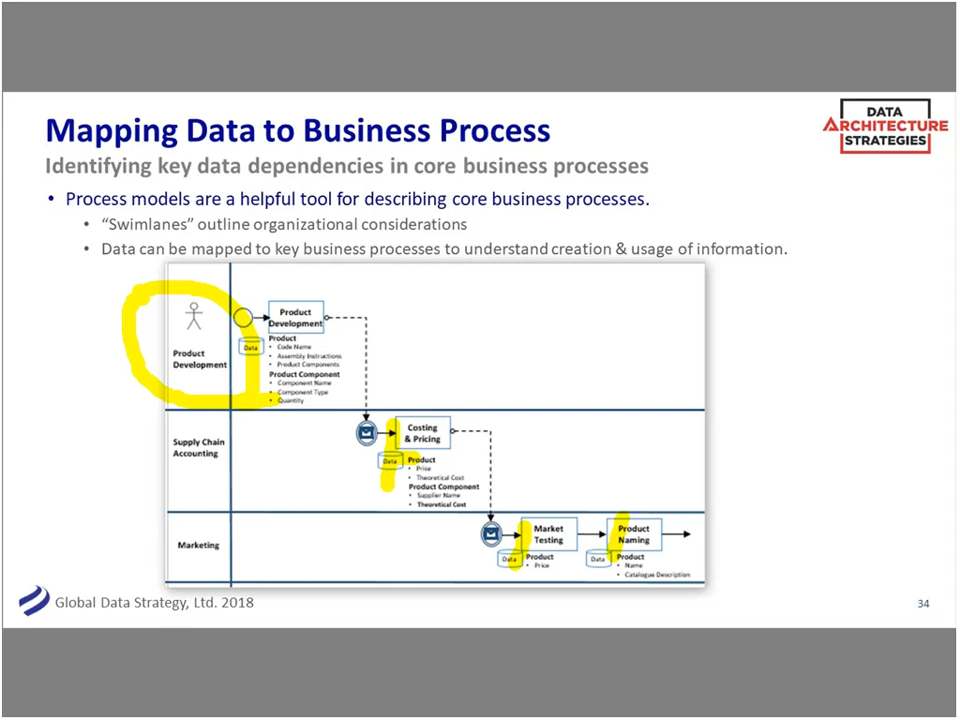 Mapping Data to Business Process
DATA
ARCHITECTURE
STRATEGIES
Identifying key data dependencies in core business processes
• Process models are a helpful tool for describing core business processes.
• “Swimlanes” outline organizational considerations
• Data can be mapped to key business processes to understand creation & usage of information.
Product
Development
Product
Development
Data
Product
• Code Name
• Assembly Instructions
• Product Components
Product Component
• Component Name
• Component Type
• Quantity
Supply Chain
Accounting
Costing
& Pricing
Data
Product
• Price
• Theoretical Cost
Product Component
• Supplier Name
• Theoretical Cost
Marketing
Market
Testing
Data
Product
• Price
Product
Naming
Data
Product
• Name
• Catalogue Description
Global Data Strategy, Ltd. 2018
34